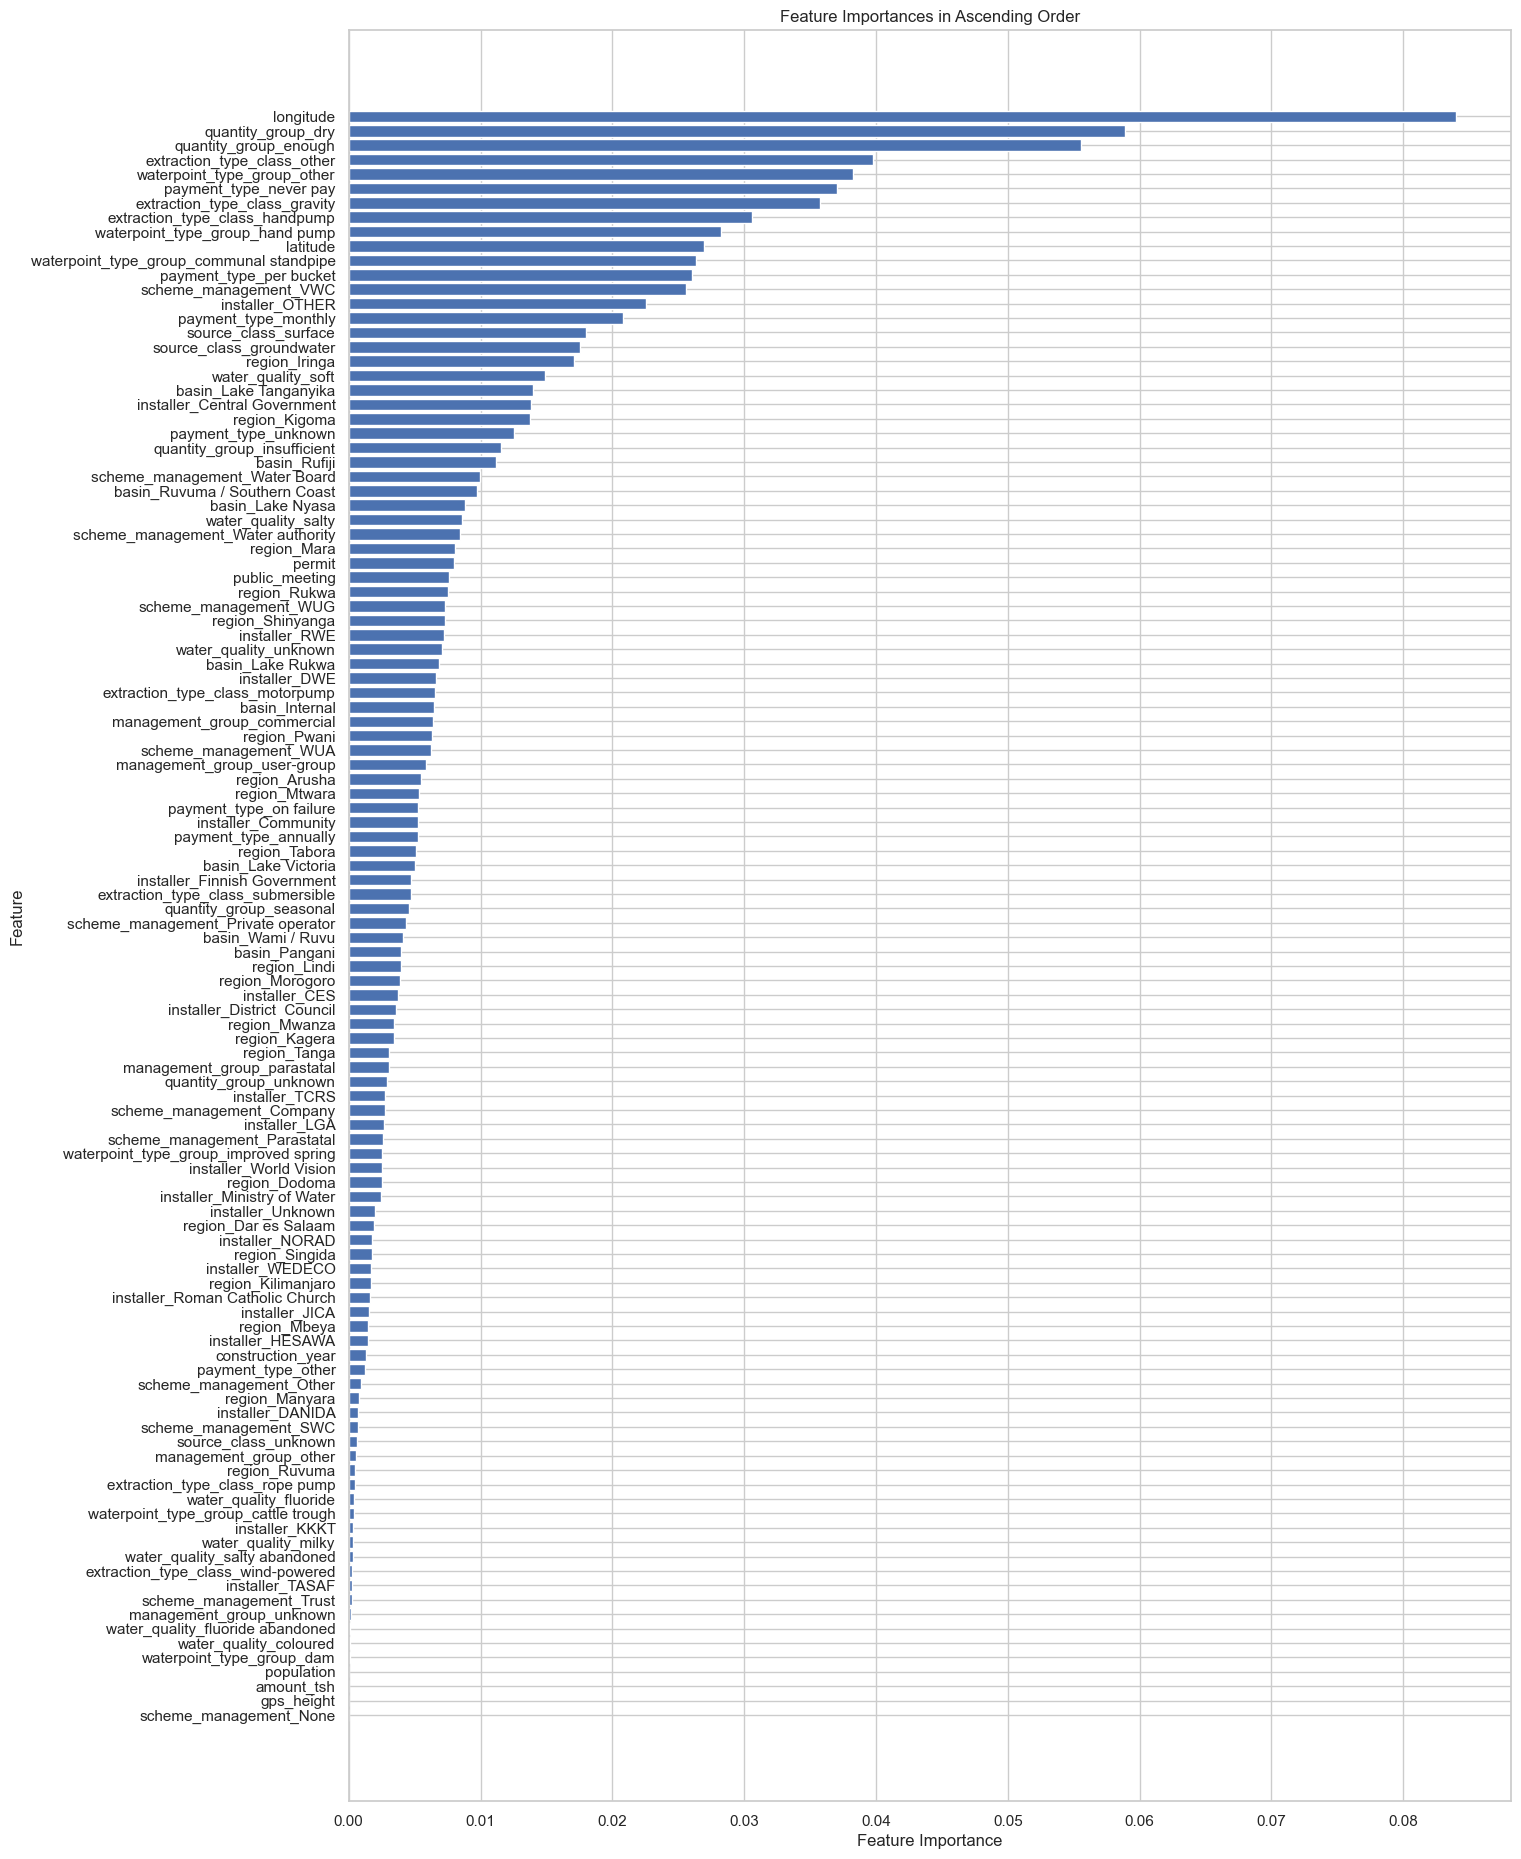 Feature Importances in Ascending Order
longitude
quantity_group_dry
quantity_group_enough
extraction_type_class_other
waterpoint_type_group_other
payment_type_never pay
extraction_type_class_gravity
extraction_type_class_handpump
waterpoint_type_group_hand pump
latitude
waterpoint_type_group_communal standpipe
payment_type_per bucket
scheme_management_VWC
installer_OTHER
payment_type_monthly
source_class_surface
source_class_groundwater
region_Iringa
water_quality_soft
basin_Lake Tanganyika
installer_Central Government
region_Kigoma
payment_type_unknown
quantity_group_insufficient
basin_Rufiji
scheme_management_Water Board
basin_Ruvuma / Southern Coast
basin_Lake Nyasa
water_quality_salty
scheme_management_Water authority
region_Mara
permit
public_meeting
region_Rukwa
scheme_management_WUG
region_Shinyanga
installer_RWE
water_quality_unknown
basin_Lake Rukwa
installer_DWE
extraction_type_class_motorpump
basin_Internal
management_group_commercial
region_Pwani
scheme_management_WUA
management_group_user-group
region_Arusha
region_Mtwara
payment_type_on failure
installer_Community
payment_type_annually
region_Tabora
basin_Lake Victoria
installer_Finnish Government
extraction_type_class_submersible
quantity_group_seasonal
scheme_management_Private operator
basin_Wami / Ruvu
basin_Pangani
region_Lindi
region_Morogoro
installer_CES
installer_District  Council
region_Mwanza
region_Kagera
region_Tanga
management_group_parastatal
quantity_group_unknown
installer_TCRS
scheme_management_Company
installer_LGA
scheme_management_Parastatal
waterpoint_type_group_improved spring
installer_World Vision
region_Dodoma
installer_Ministry of Water
installer_Unknown
region_Dar es Salaam
installer_NORAD
region_Singida
installer_WEDECO
region_Kilimanjaro
installer_Roman Catholic Church
installer_JICA
region_Mbeya
installer_HESAWA
construction_year
payment_type_other
scheme_management_Other
region_Manyara
installer_DANIDA
scheme_management_SWC
source_class_unknown
management_group_other
region_Ruvuma
extraction_type_class_rope pump
water_quality_fluoride
waterpoint_type_group_cattle trough
installer_KKKT
water_quality_milky
water_quality_salty abandoned
extraction_type_class_wind-powered
installer_TASAF
scheme_management_Trust
management_group_unknown
water_quality_fluoride abandoned
water_quality_coloured
waterpoint_type_group_dam
population
amount_tsh
gps_height
scheme_management_None
Feature
0.00 0.01 0.02 0.03 0.04 0.05 0.06 0.07 0.08
Feature Importance